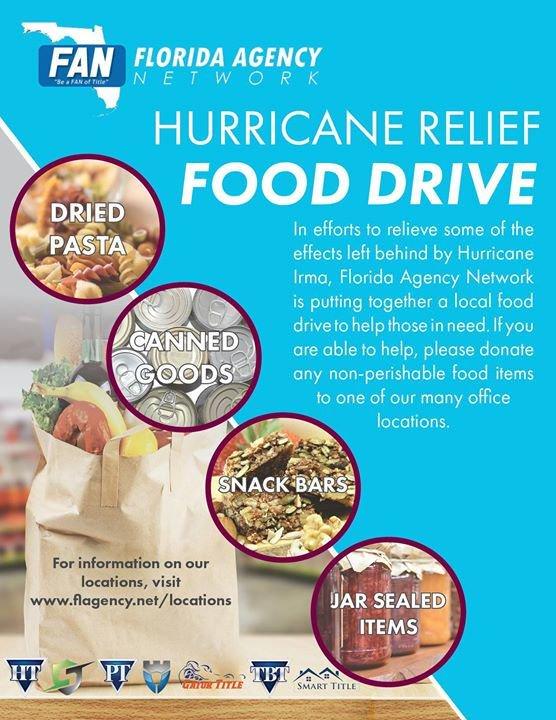 FAN
"Be a FAN of Title"
FLORIDA AGENCY
NETWORK
HURRICANE RELIEF
FOOD DRIVE
In efforts to relieve some of the
effects left behind by Hurricane
Irma, Florida Agency Network
is putting together a local food
drive to help those in need. If you
are able to help, please donate
any non-perishable food items
to one of our many office
locations.
DRIED
PASTA
CANNED
GOODS
SNACK BARS
JAR SEALED
ITEMS
For information on our
locations, visit
www.flagency.net/locations
HT
PT
GATOR TITLE
TBT
SMART TITLE